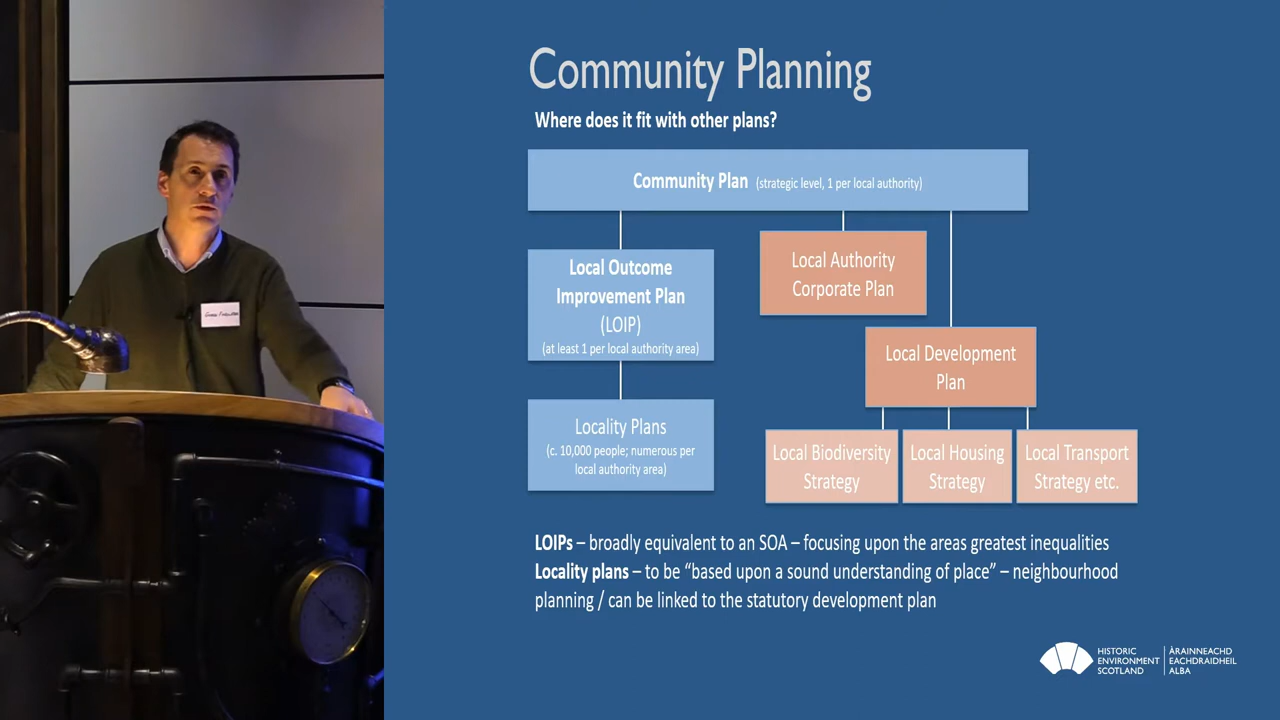 Community Planning
Where does it fit with other plans?
Community Plan (strategic level, 1 per local authority)
Local Outcome
Improvement Plan
(LOIP)
(at least 1 per local authority area)
Locality Plans
(c. 10,000 people; numerous per
local authority area)
Local Authority
Corporate Plan
Local Development
Plan
Local Biodiversity
Strategy
Local Housing
Strategy
Local Transport
Strategy etc.
LOIPs – broadly equivalent to an SOA – focusing upon the areas greatest inequalities
Locality plans – to be “based upon a sound understanding of place” – neighbourhood
planning / can be linked to the statutory development plan
HISTORIC
ENVIRONMENT
SCOTLAND
ÀRAINNEACHD
EACHDRAIDHEIL
ALBA